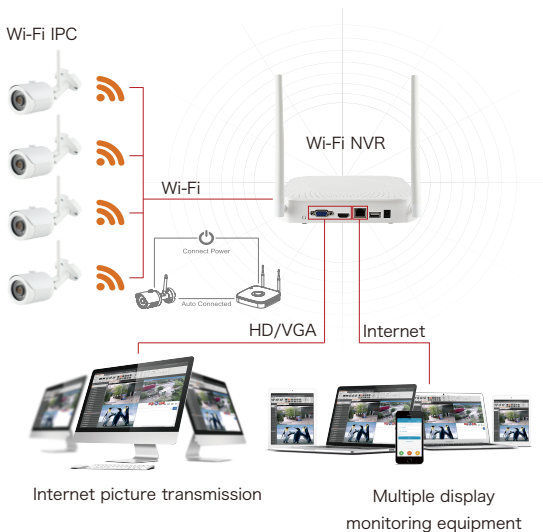 Wi-Fi IPC
Wi-Fi NVR
Wi-Fi
Connect Power
Auto Connected
HD/VGA
Internet
Internet picture transmission
Multiple display
monitoring equipment